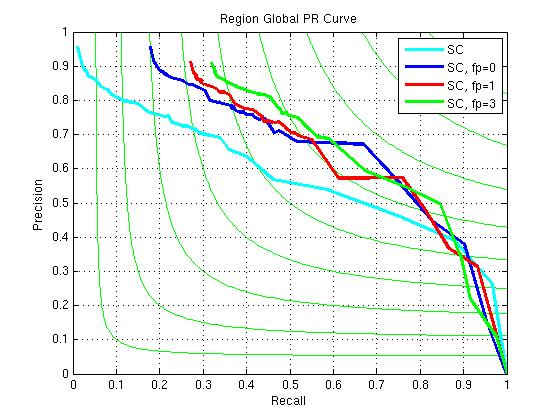 Region Global PR Curve
SC
SC, fp=0
SC, fp=1
SC, fp=3
Precision
1
0.9
0.8
0.7
0.6
0.5
0.4
0.3
0.2
0.1
0
0 0.1 0.2 0.3 0.4 0.5 0.6 0.7 0.8 0.9 1
Recall